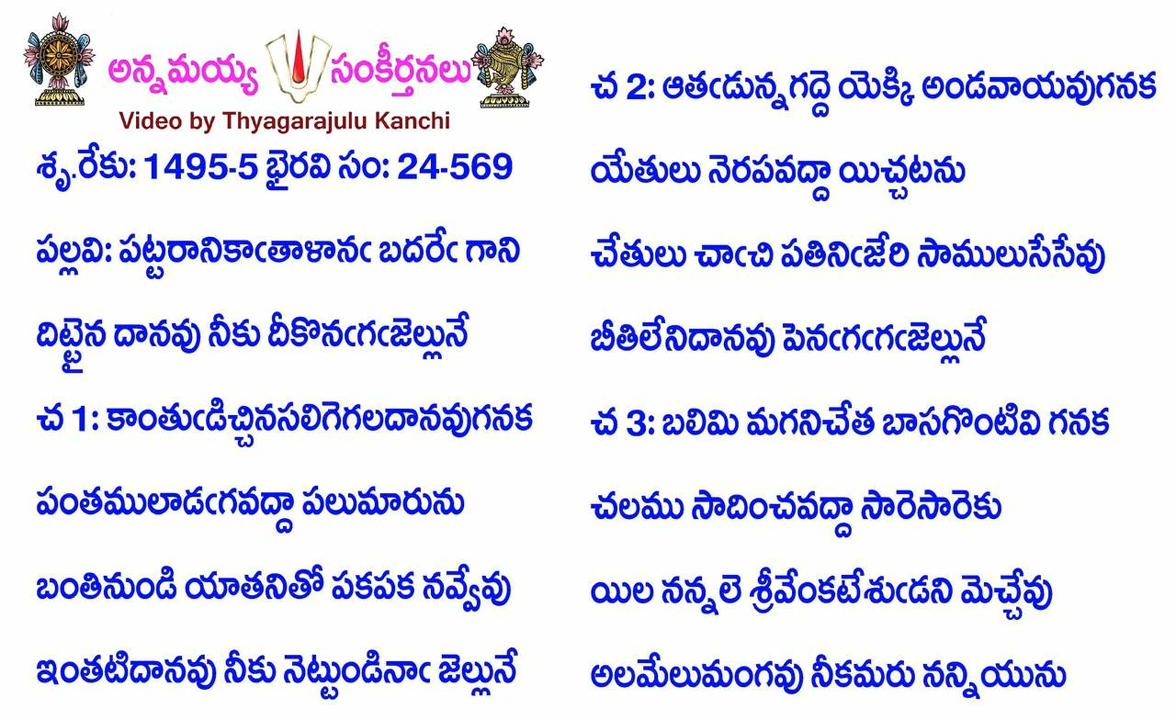 అన్నమయ్య సంకీర్తనలు
Video by Thyagarajulu Kanchi
శృ.రేకు: 1495-5 భైరవి సం: 24-569
పల్లవి: పట్టరానికాఁతాళానఁ బదరేఁ గాని
దిట్టైన దానవు నీకు దీకొనఁగఁజెల్లునే
చ 1: కాంతుఁడిచ్చినసలిగెగలదానవుగనక
పంతములాడఁగవద్దా పలుమారును
బంతినుండి యాతనితో పకపక నవ్వేవు
ఇంతటిదానవు నీకు నెట్టుండినాఁ జెల్లునే
చ 2: ఆతఁడున్నగద్దె యెక్కి అండవాయవుగనక
యేతులు నెరపవద్దా యిచ్చటను
చేతులు చాఁచి పతినిఁజేరి సాములుసేసేవు
బీతిలేనిదానవు పెనఁగఁగఁజెల్లునే
చ 3: బలిమి మగనిచేత బాసగొంటివి గనక
చలము సాదించవద్దా సారెసారెకు
యిల నన్నలె శ్రీవేంకటేశుఁడని మెచ్చేవు
అలమేలుమంగవు నీకమరు నన్నియును